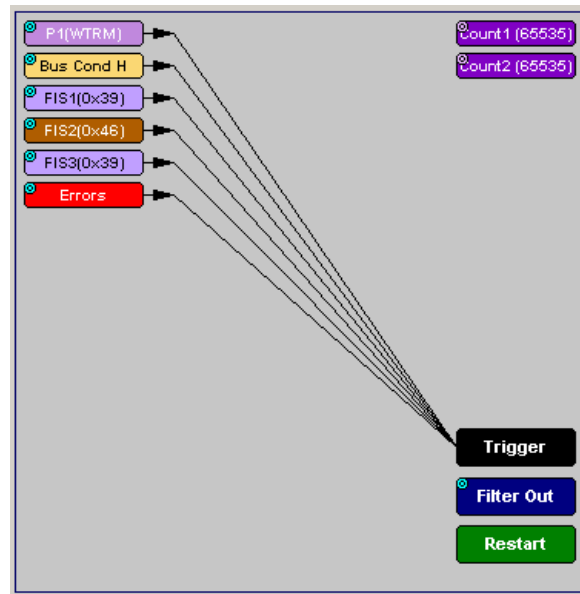 P1(WTRM)
Count1 (65535)
Bus Cond H
Count2 (65535)
FIS1(0x39)
FIS2(0x46)
FIS3(0x39)
Errors
Trigger
Filter Out
Restart